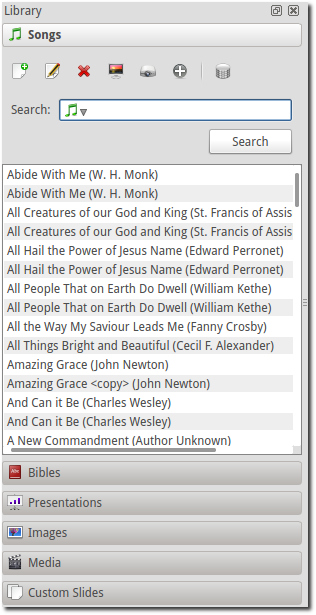 Library
Songs
Search:
Search
Abide With Me (W. H. Monk)
Abide With Me (W. H. Monk)
All Creatures of our God and King (St. Francis of Assis
All Creatures of our God and King (St. Francis of Assis
All Hail the Power of Jesus Name (Edward Perronet)
All Hail the Power of Jesus Name (Edward Perronet)
All People That on Earth Do Dwell (William Kethe)
All People That on Earth Do Dwell (William Kethe)
All the Way My Saviour Leads Me (Fanny Crosby)
All Things Bright and Beautiful (Cecil F. Alexander)
Amazing Grace (John Newton)
Amazing Grace <copy> (John Newton)
And Can it Be (Charles Wesley)
And Can it Be (Charles Wesley)
A New Commandment (Author Unknown)
Bibles
Presentations
Images
Media
Custom Slides